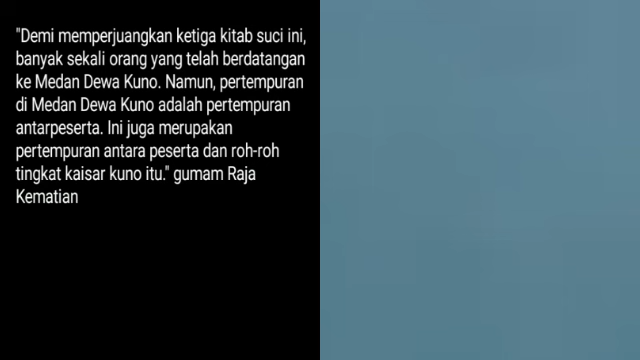 "Demi memperjuangkan ketiga kitab suci ini,
banyak sekali orang yang telah berdatangan
ke Medan Dewa Kuno. Namun, pertempuran
di Medan Dewa Kuno adalah pertempuran
antarpeserta. Ini juga merupakan
pertempuran antara peserta dan roh-roh
tingkat kaisar kuno itu." gumam Raja
Kematian